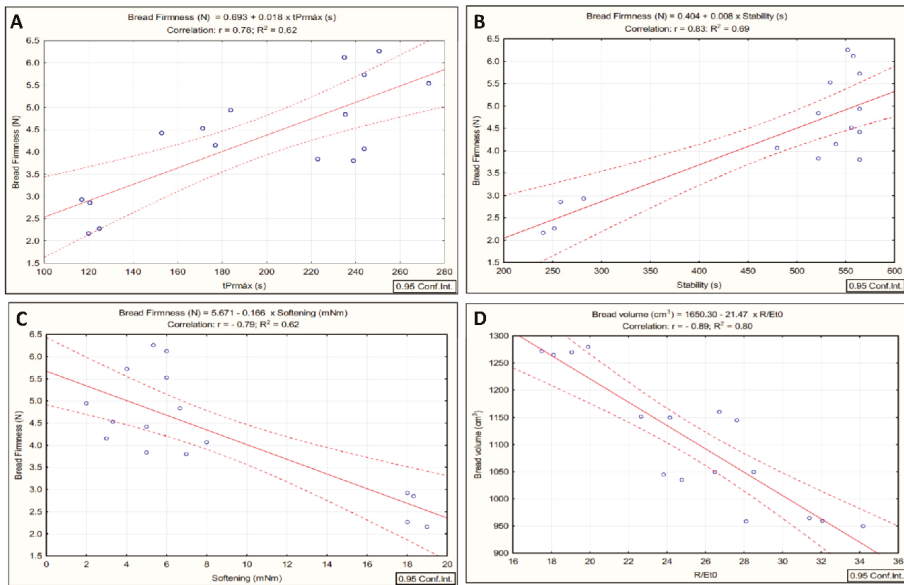 A
Bread Firmness (N) = 0.693 + 0.018 x tPrmáx (s)
Correlation: r = 0.78; R² = 0.62
6.5
6.0
5.5
5.0
4.5
4.0
3.5
3.0
2.5
2.0
1.5
Bread Firmness (N)
100 120 140 160 180 200 220 240 260 280
tPrmáx (s)
0.95 Conf.Int.
B
Bread Firmness (N) = 0.404 + 0.008 x Stability (s)
Correlation: r = 0.83: R² = 0.69
6.5
6.0
5.5
5.0
4.5
4.0
3.5
3.0
2.5
2.0
1.5
Bread Firmness (N)
200 250 300 350 400 450 500 550 600
Stability (s)
0.95 Conf.Int.
C
Bread Firmness (N) = 5.671 - 0.166 x Softening (mNm)
Correlation: r = - 0.79; R² = 0.62
6.5
6.0
5.5
5.0
4.5
4.0
3.5
3.0
2.5
2.0
1.5
Bread Firmness (N)
0 2 4 6 8 10 12 14 16 18 20
Softening (mNm)
0.95 Conf.Int.
D
Bread volume (cm³) = 1650.30 - 21.47 x R/Et0
Correlation: r = - 0.89; R² = 0.80
1300
1250
1200
1150
1100
1050
1000
950
900
Bread volume (cm³)
16 18 20 22 24 26 28 30 32 34 36
R/Et0
0.95 Conf.Int.